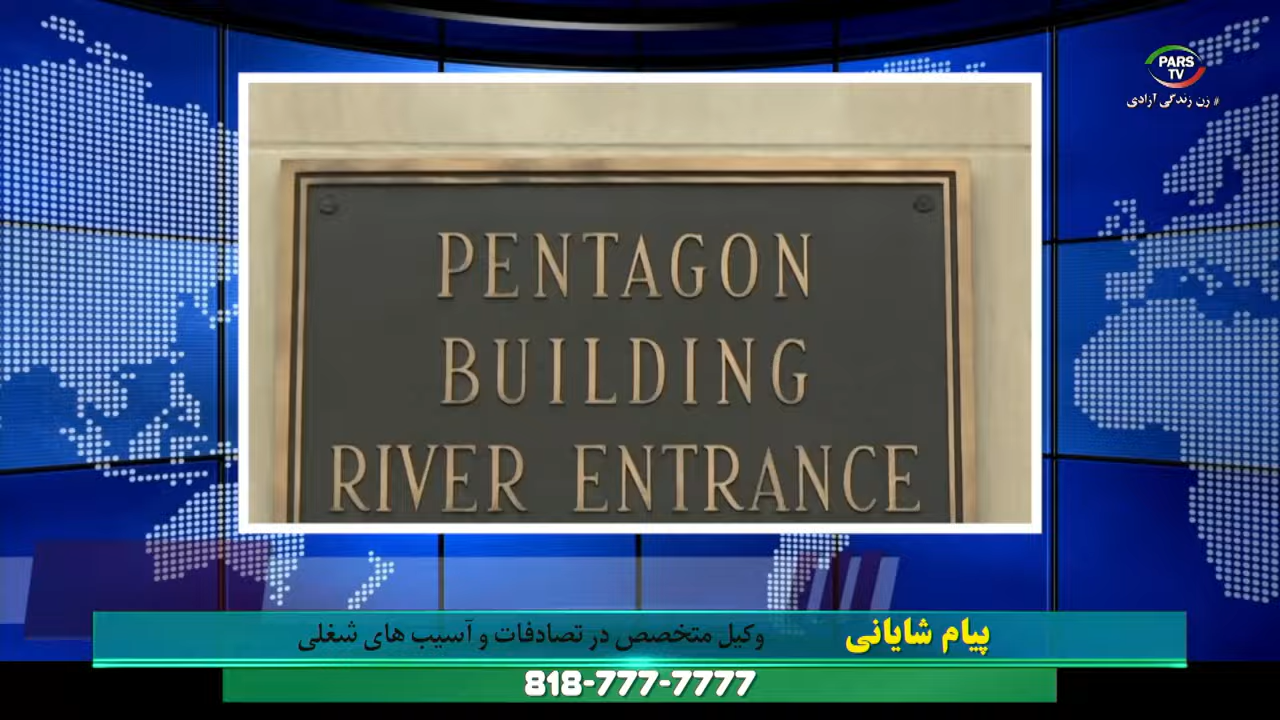 PARS
TV
# زن زندگی آزادی
PENTAGON
BUILDING
RIVER ENTRANCE
پیام شایانی
وکیل متخصص در تصادفات و آسیب های شغلی
818-777-7777